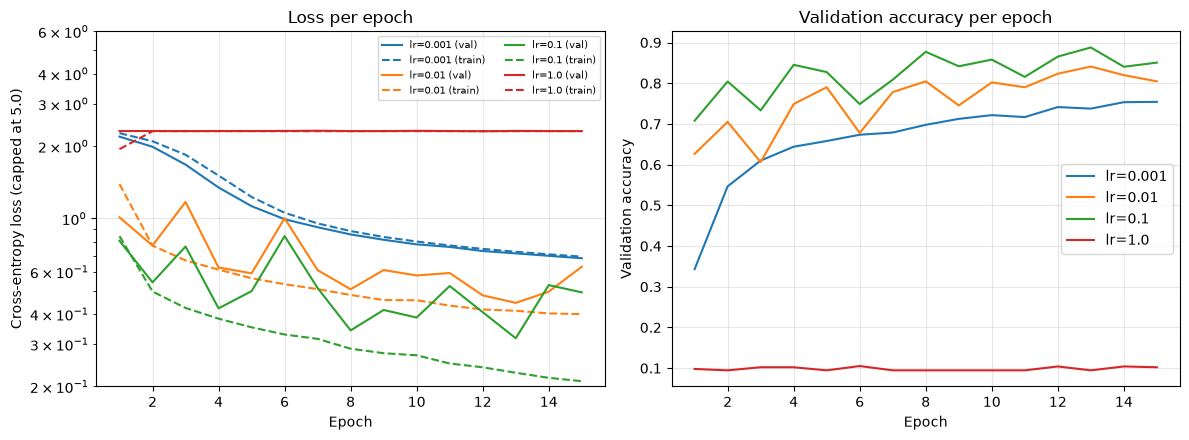 Loss per epoch
6 × 10⁰
4 × 10⁰
3 × 10⁰
2 × 10⁰
10⁰
6 × 10⁻¹
4 × 10⁻¹
3 × 10⁻¹
2 × 10⁻¹
Cross-entropy loss (capped at 5.0)
lr=0.001 (val)
lr=0.001 (train)
lr=0.01 (val)
lr=0.01 (train)
lr=0.1 (val)
lr=0.1 (train)
lr=1.0 (val)
lr=1.0 (train)
2 4 6 8 10 12 14
Epoch
Validation accuracy per epoch
0.9
0.8
0.7
0.6
0.5
0.4
0.3
0.2
0.1
Validation accuracy
lr=0.001
lr=0.01
lr=0.1
lr=1.0
2 4 6 8 10 12 14
Epoch